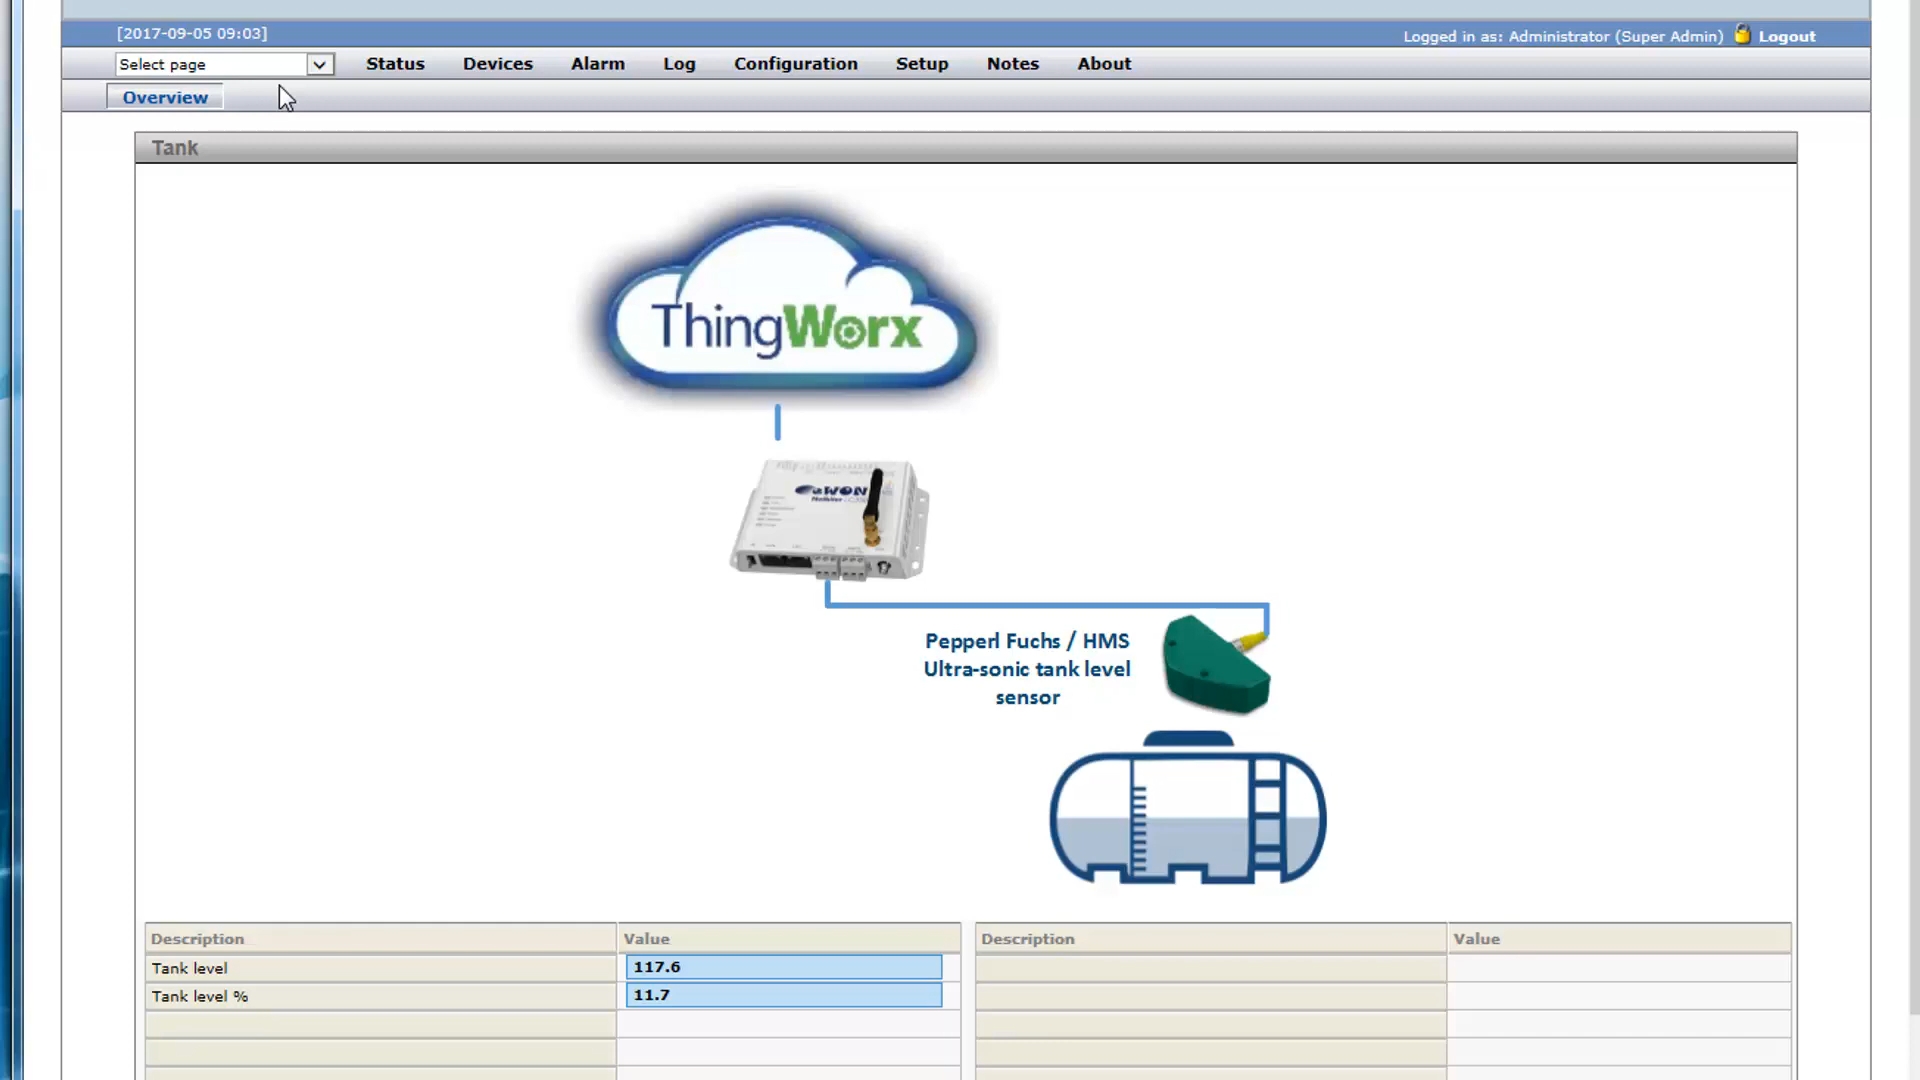 [2017-09-05 09:03]
Logged in as: Administrator (Super Admin) Logout
Select page Status Devices Alarm Log Configuration Setup Notes About
Overview
Tank
ThingWorx
eWON
Pepperl Fuchs / HMS
Ultra-sonic tank level
sensor
Description Value Description Value
Tank level 117.6
Tank level % 11.7